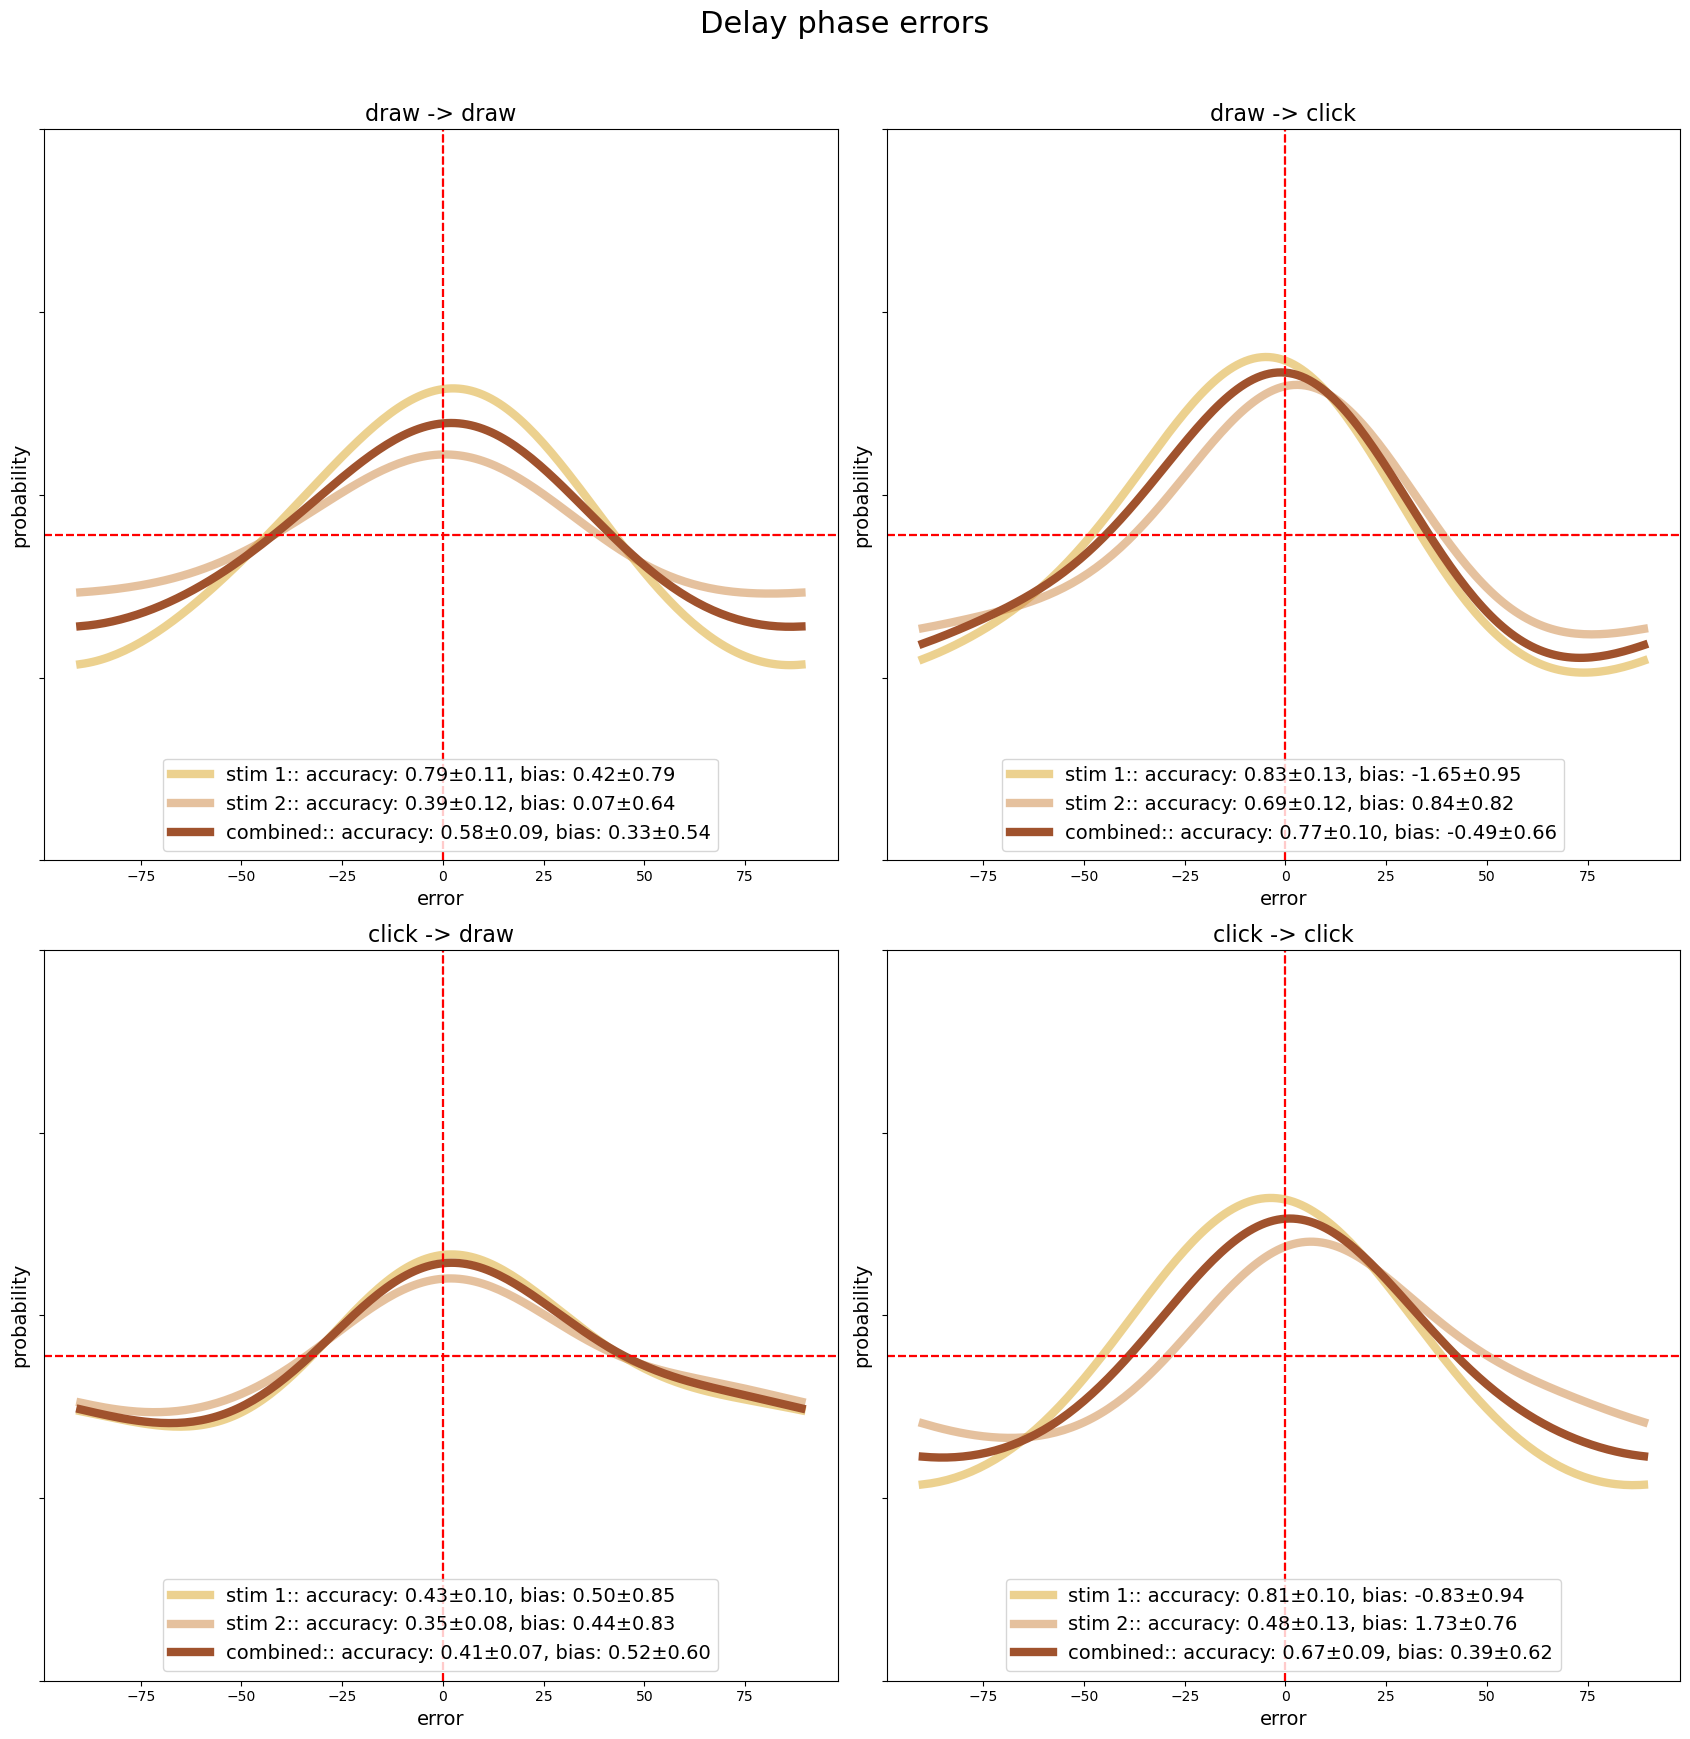 Delay phase errors
draw -> draw
probability
stim 1:: accuracy: 0.79±0.11, bias: 0.42±0.79
stim 2:: accuracy: 0.39±0.12, bias: 0.07±0.64
combined:: accuracy: 0.58±0.09, bias: 0.33±0.54
−75 −50 −25 0 25 50 75
error
draw -> click
probability
stim 1:: accuracy: 0.83±0.13, bias: -1.65±0.95
stim 2:: accuracy: 0.69±0.12, bias: 0.84±0.82
combined:: accuracy: 0.77±0.10, bias: -0.49±0.66
−75 −50 −25 0 25 50 75
error
click -> draw
probability
stim 1:: accuracy: 0.43±0.10, bias: 0.50±0.85
stim 2:: accuracy: 0.35±0.08, bias: 0.44±0.83
combined:: accuracy: 0.41±0.07, bias: 0.52±0.60
−75 −50 −25 0 25 50 75
error
click -> click
probability
stim 1:: accuracy: 0.81±0.10, bias: -0.83±0.94
stim 2:: accuracy: 0.48±0.13, bias: 1.73±0.76
combined:: accuracy: 0.67±0.09, bias: 0.39±0.62
−75 −50 −25 0 25 50 75
error